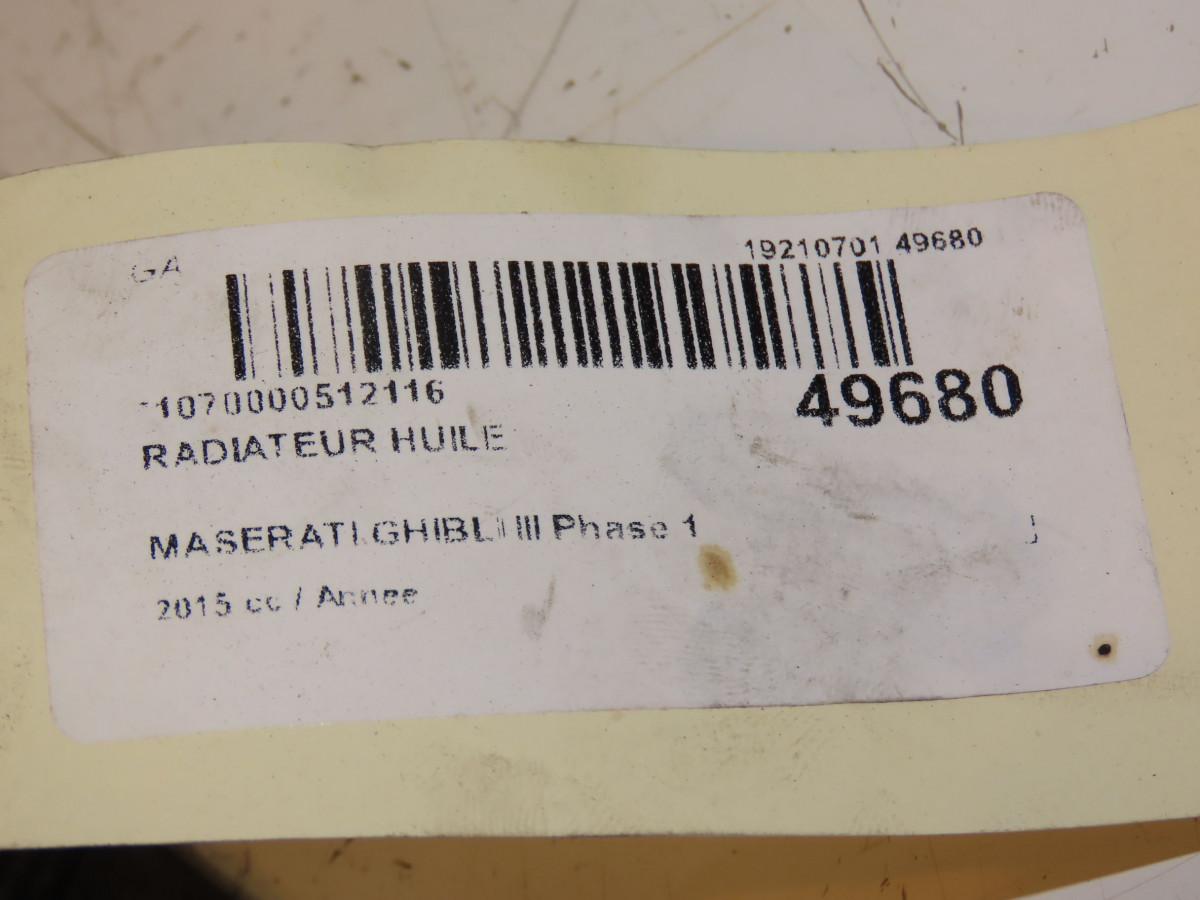 GA
19210701 49680
1070000512116
49680
RADIATEUR HUILE
MASERATI.GHIBLI III Phase 1
2015 cc / Annee